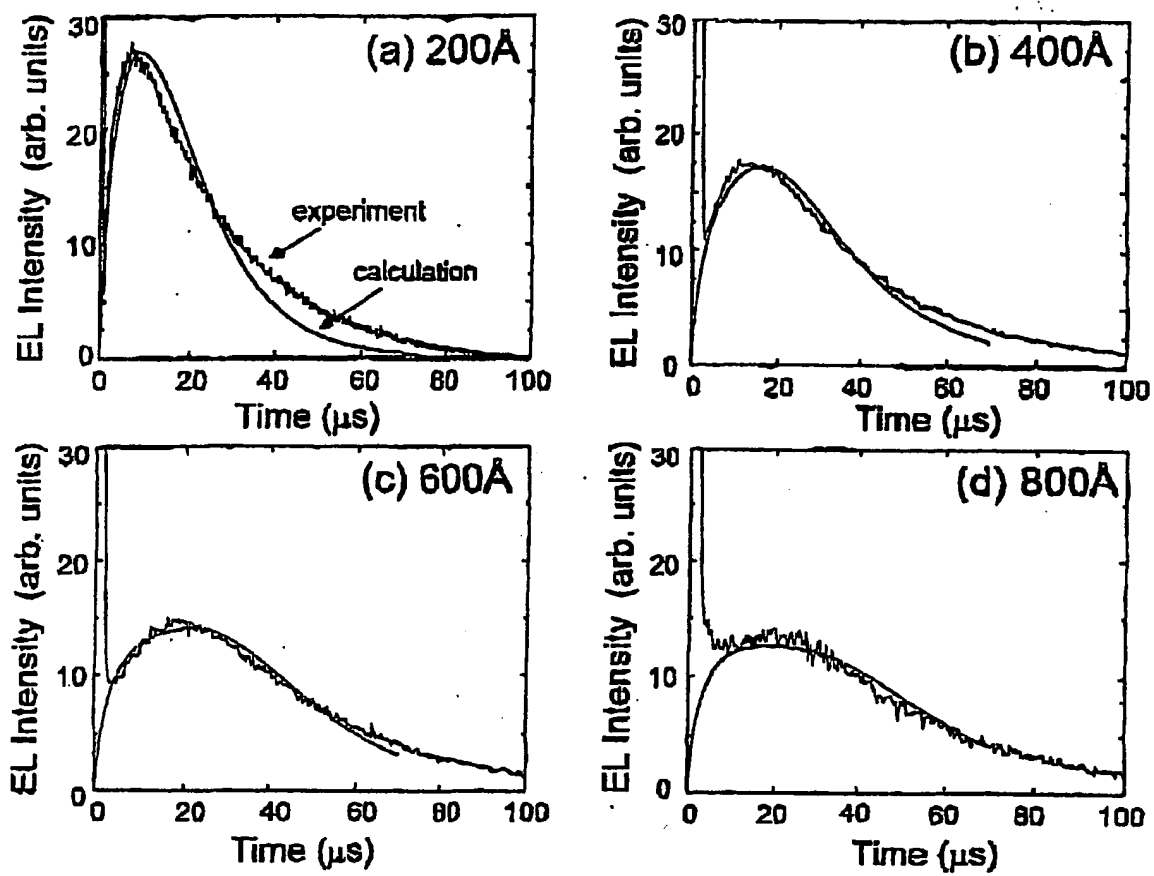 (a) 200Å
EL Intensity (arb. units)
30
20
10
0
experiment
calculation
0 20 40 60 80 100
Time (μs)
(b) 400Å
EL Intensity (arb. units)
30
20
10
0
0 20 40 60 80 100
Time (μs)
(c) 600Å
EL Intensity (arb. units)
30
20
10
0
0 20 40 60 80 100
Time (μs)
(d) 800Å
EL Intensity (arb. units)
30
20
10
0
0 20 40 60 80 100
Time (μs)